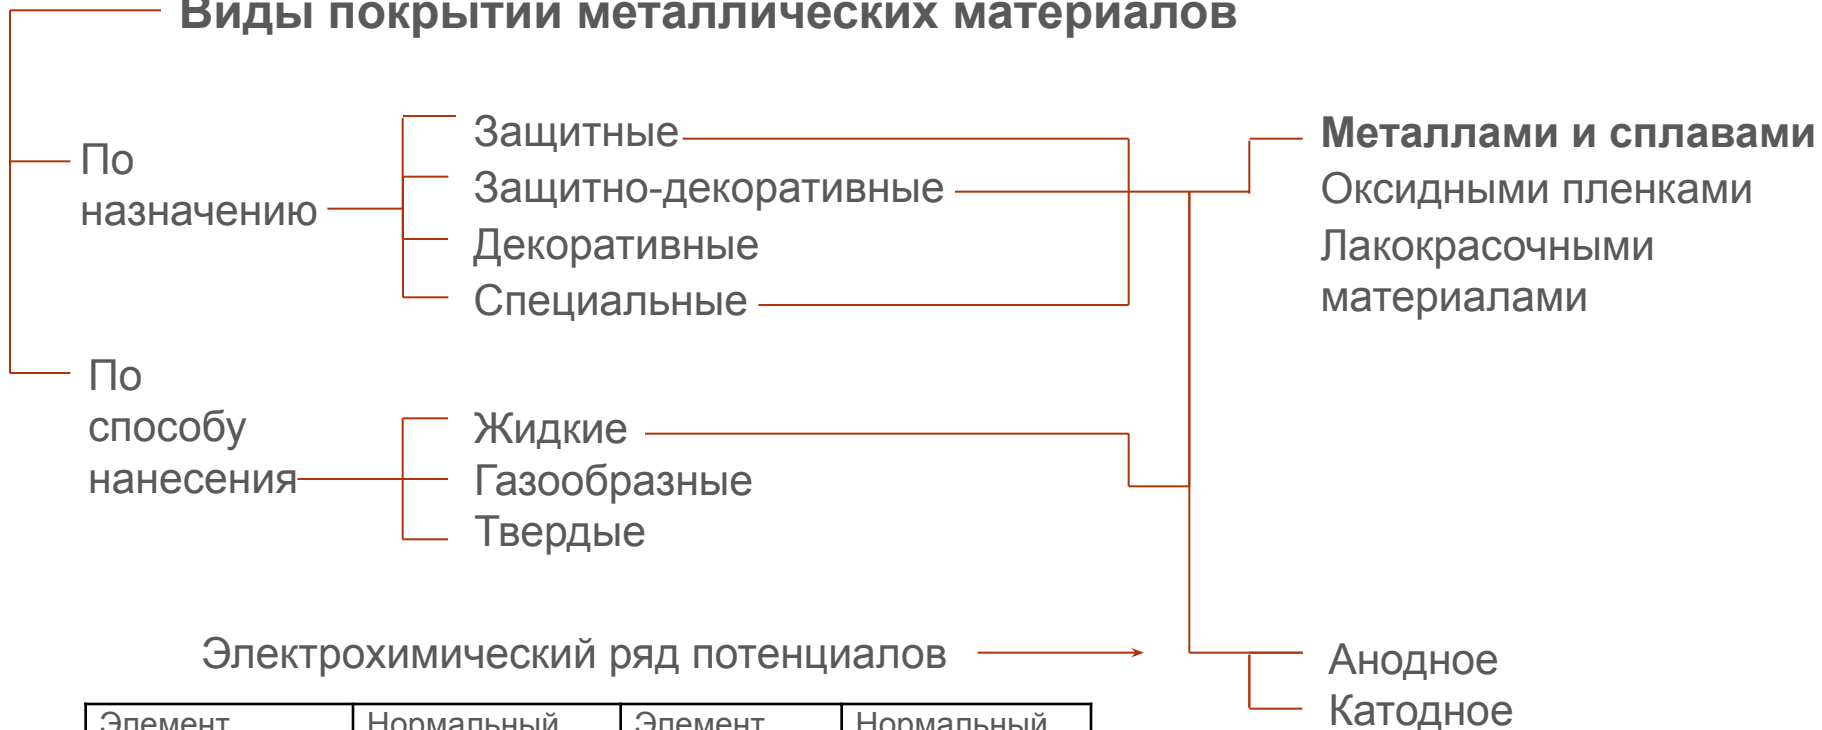 Виды покрытий металлических материалов
Защитные
Металлами и сплавами
По
назначению
Защитно-декоративные
Оксидными пленками
Декоративные
Лакокрасочными
материалами
Специальные
По
способу
нанесения
Жидкие
Газообразные
Твердые
Электрохимический ряд потенциалов
Анодное
Катодное
Элемент
Нормальный
Элемент
Нормальный